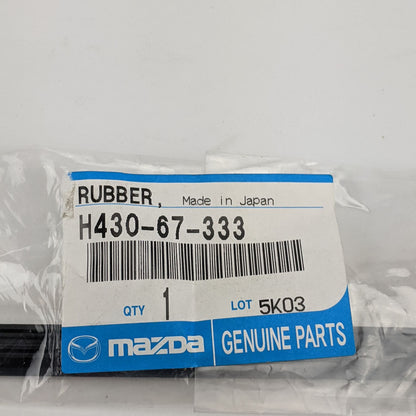 RUBBER, Made in Japan
H430-67-333
QTY 1 LOT 5K03
mazda GENUINE PARTS